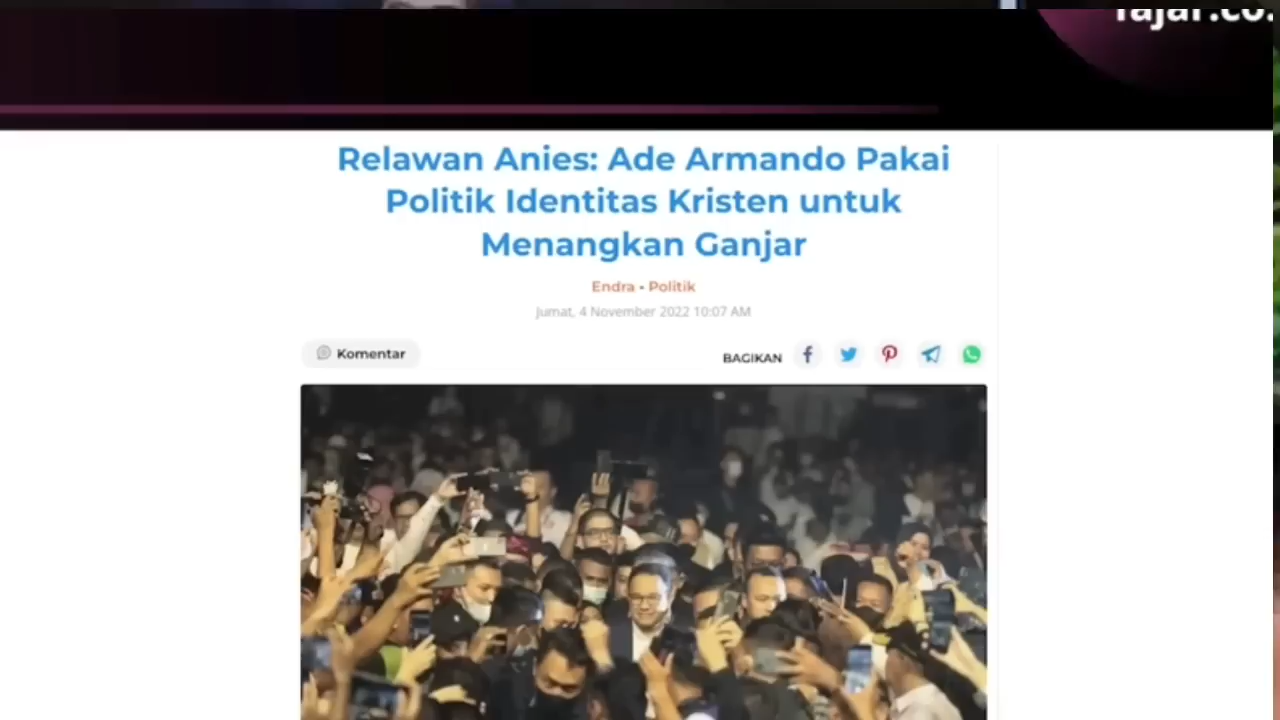 fajar.co.
Relawan Anies: Ade Armando Pakai
Politik Identitas Kristen untuk
Menangkan Ganjar
Endra • Politik
Jumat, 4 November 2022 10:07 AM
Komentar
BAGIKAN